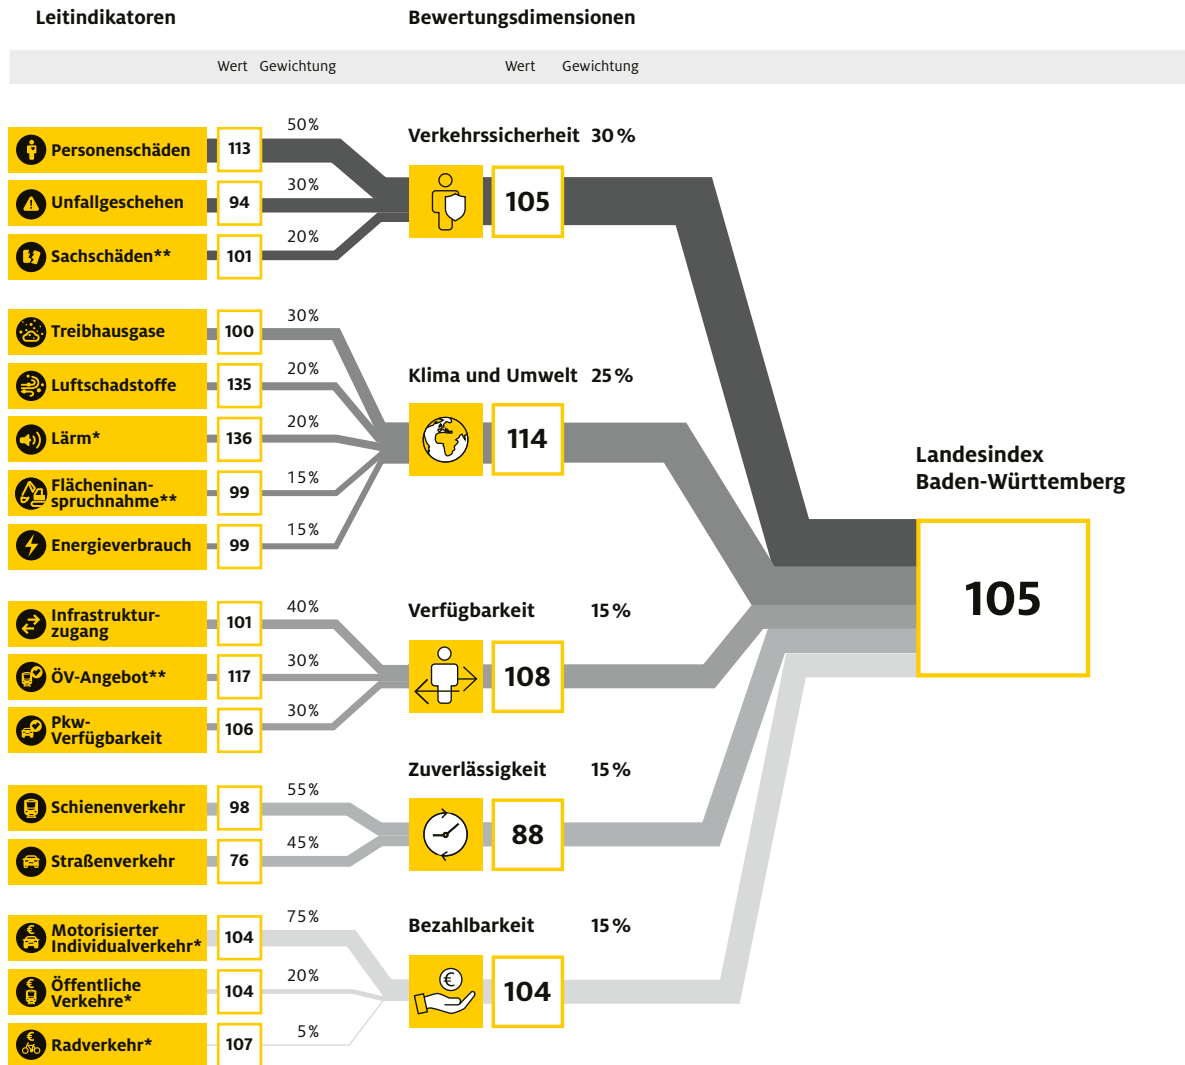 Leitindikatoren
Bewertungsdimensionen
Wert Gewichtung
Wert Gewichtung
Personenschäden 113 50 %
Unfallgeschehen 94 30 %
Sachschäden** 101 20 %
Verkehrssicherheit 30 %
105
Treibhausgase 100 30 %
Luftschadstoffe 135 20 %
Lärm* 136 20 %
Flächeninan-
spruchnahme** 99 15 %
Energieverbrauch 99 15 %
Klima und Umwelt 25 %
114
Infrastruktur-
zugang 101 40 %
ÖV-Angebot** 117 30 %
Pkw-
Verfügbarkeit 106 30 %
Verfügbarkeit 15 %
108
Schienenverkehr 98 55 %
Straßenverkehr 76 45 %
Zuverlässigkeit 15 %
88
Motorisierter
Individualverkehr* 104 75 %
Öffentliche
Verkehre* 104 20 %
Radverkehr* 107 5 %
Bezahlbarkeit 15 %
€
104
Landesindex
Baden-Württemberg
105